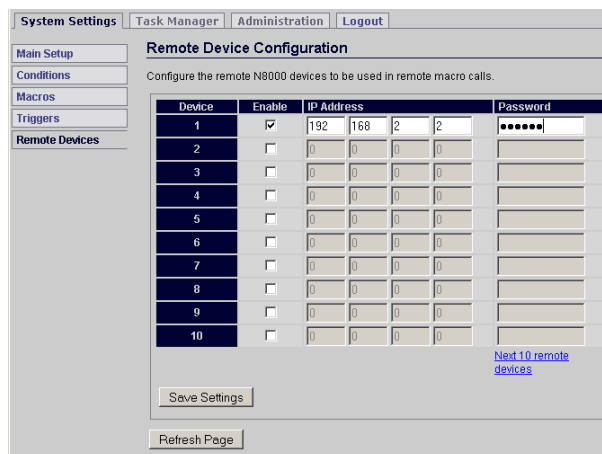 System Settings Task Manager Administration Logout
Main Setup
Conditions
Macros
Triggers
Remote Devices
Remote Device Configuration
Configure the remote N8000 devices to be used in remote macro calls.
Device Enable IP Address Password
1 192 168 2 2 ●●●●●●
2 0 0 0 0
3 0 0 0 0
4 0 0 0 0
5 0 0 0 0
6 0 0 0 0
7 0 0 0 0
8 0 0 0 0
9 0 0 0 0
10 0 0 0 0
Next 10 remote
devices
Save Settings
Refresh Page